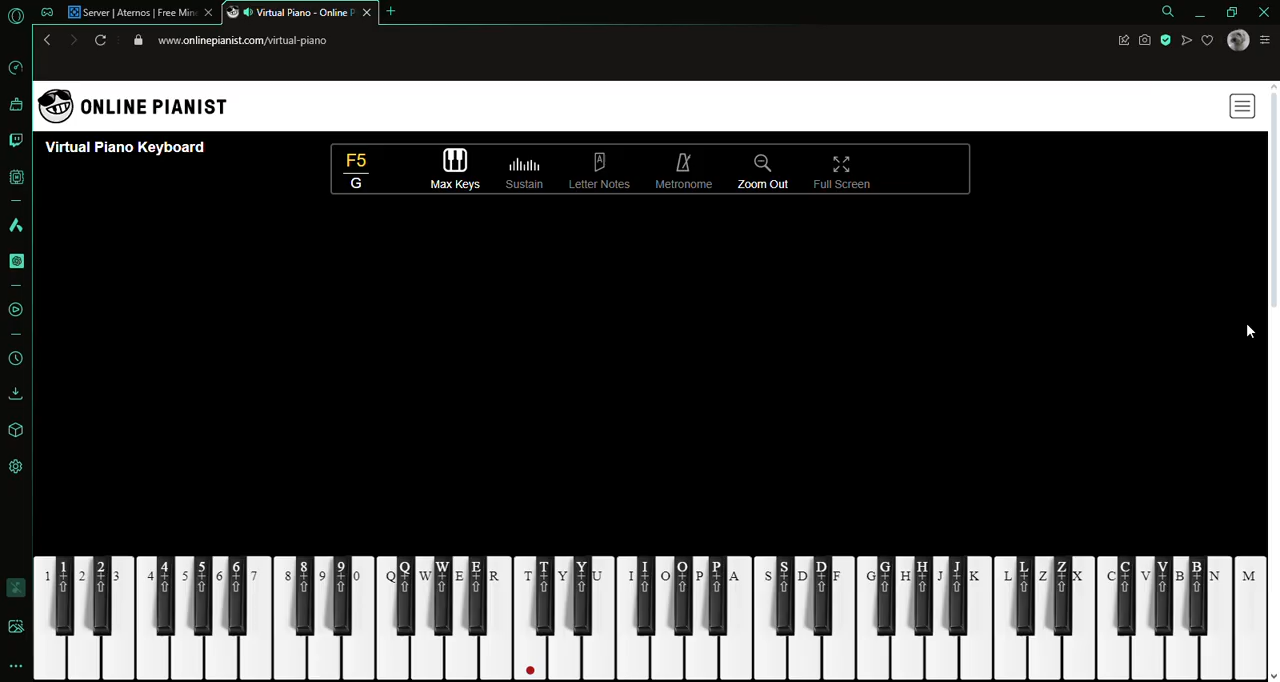 Server | Aternos | Free Min
Virtual Piano - Online P
www.onlinepianist.com/virtual-piano
ONLINE PIANIST
Virtual Piano Keyboard
F5
G
Max Keys
Sustain
A
Letter Notes
Metronome
Zoom Out
Full Screen
1 2 4 5 6 8 9 Q W E T Y I O P S D G H J L Z C V B
1 2 3 4 5 6 7 8 9 0 Q W E R T Y U I O P A S D F G H J K L Z X C V B N M